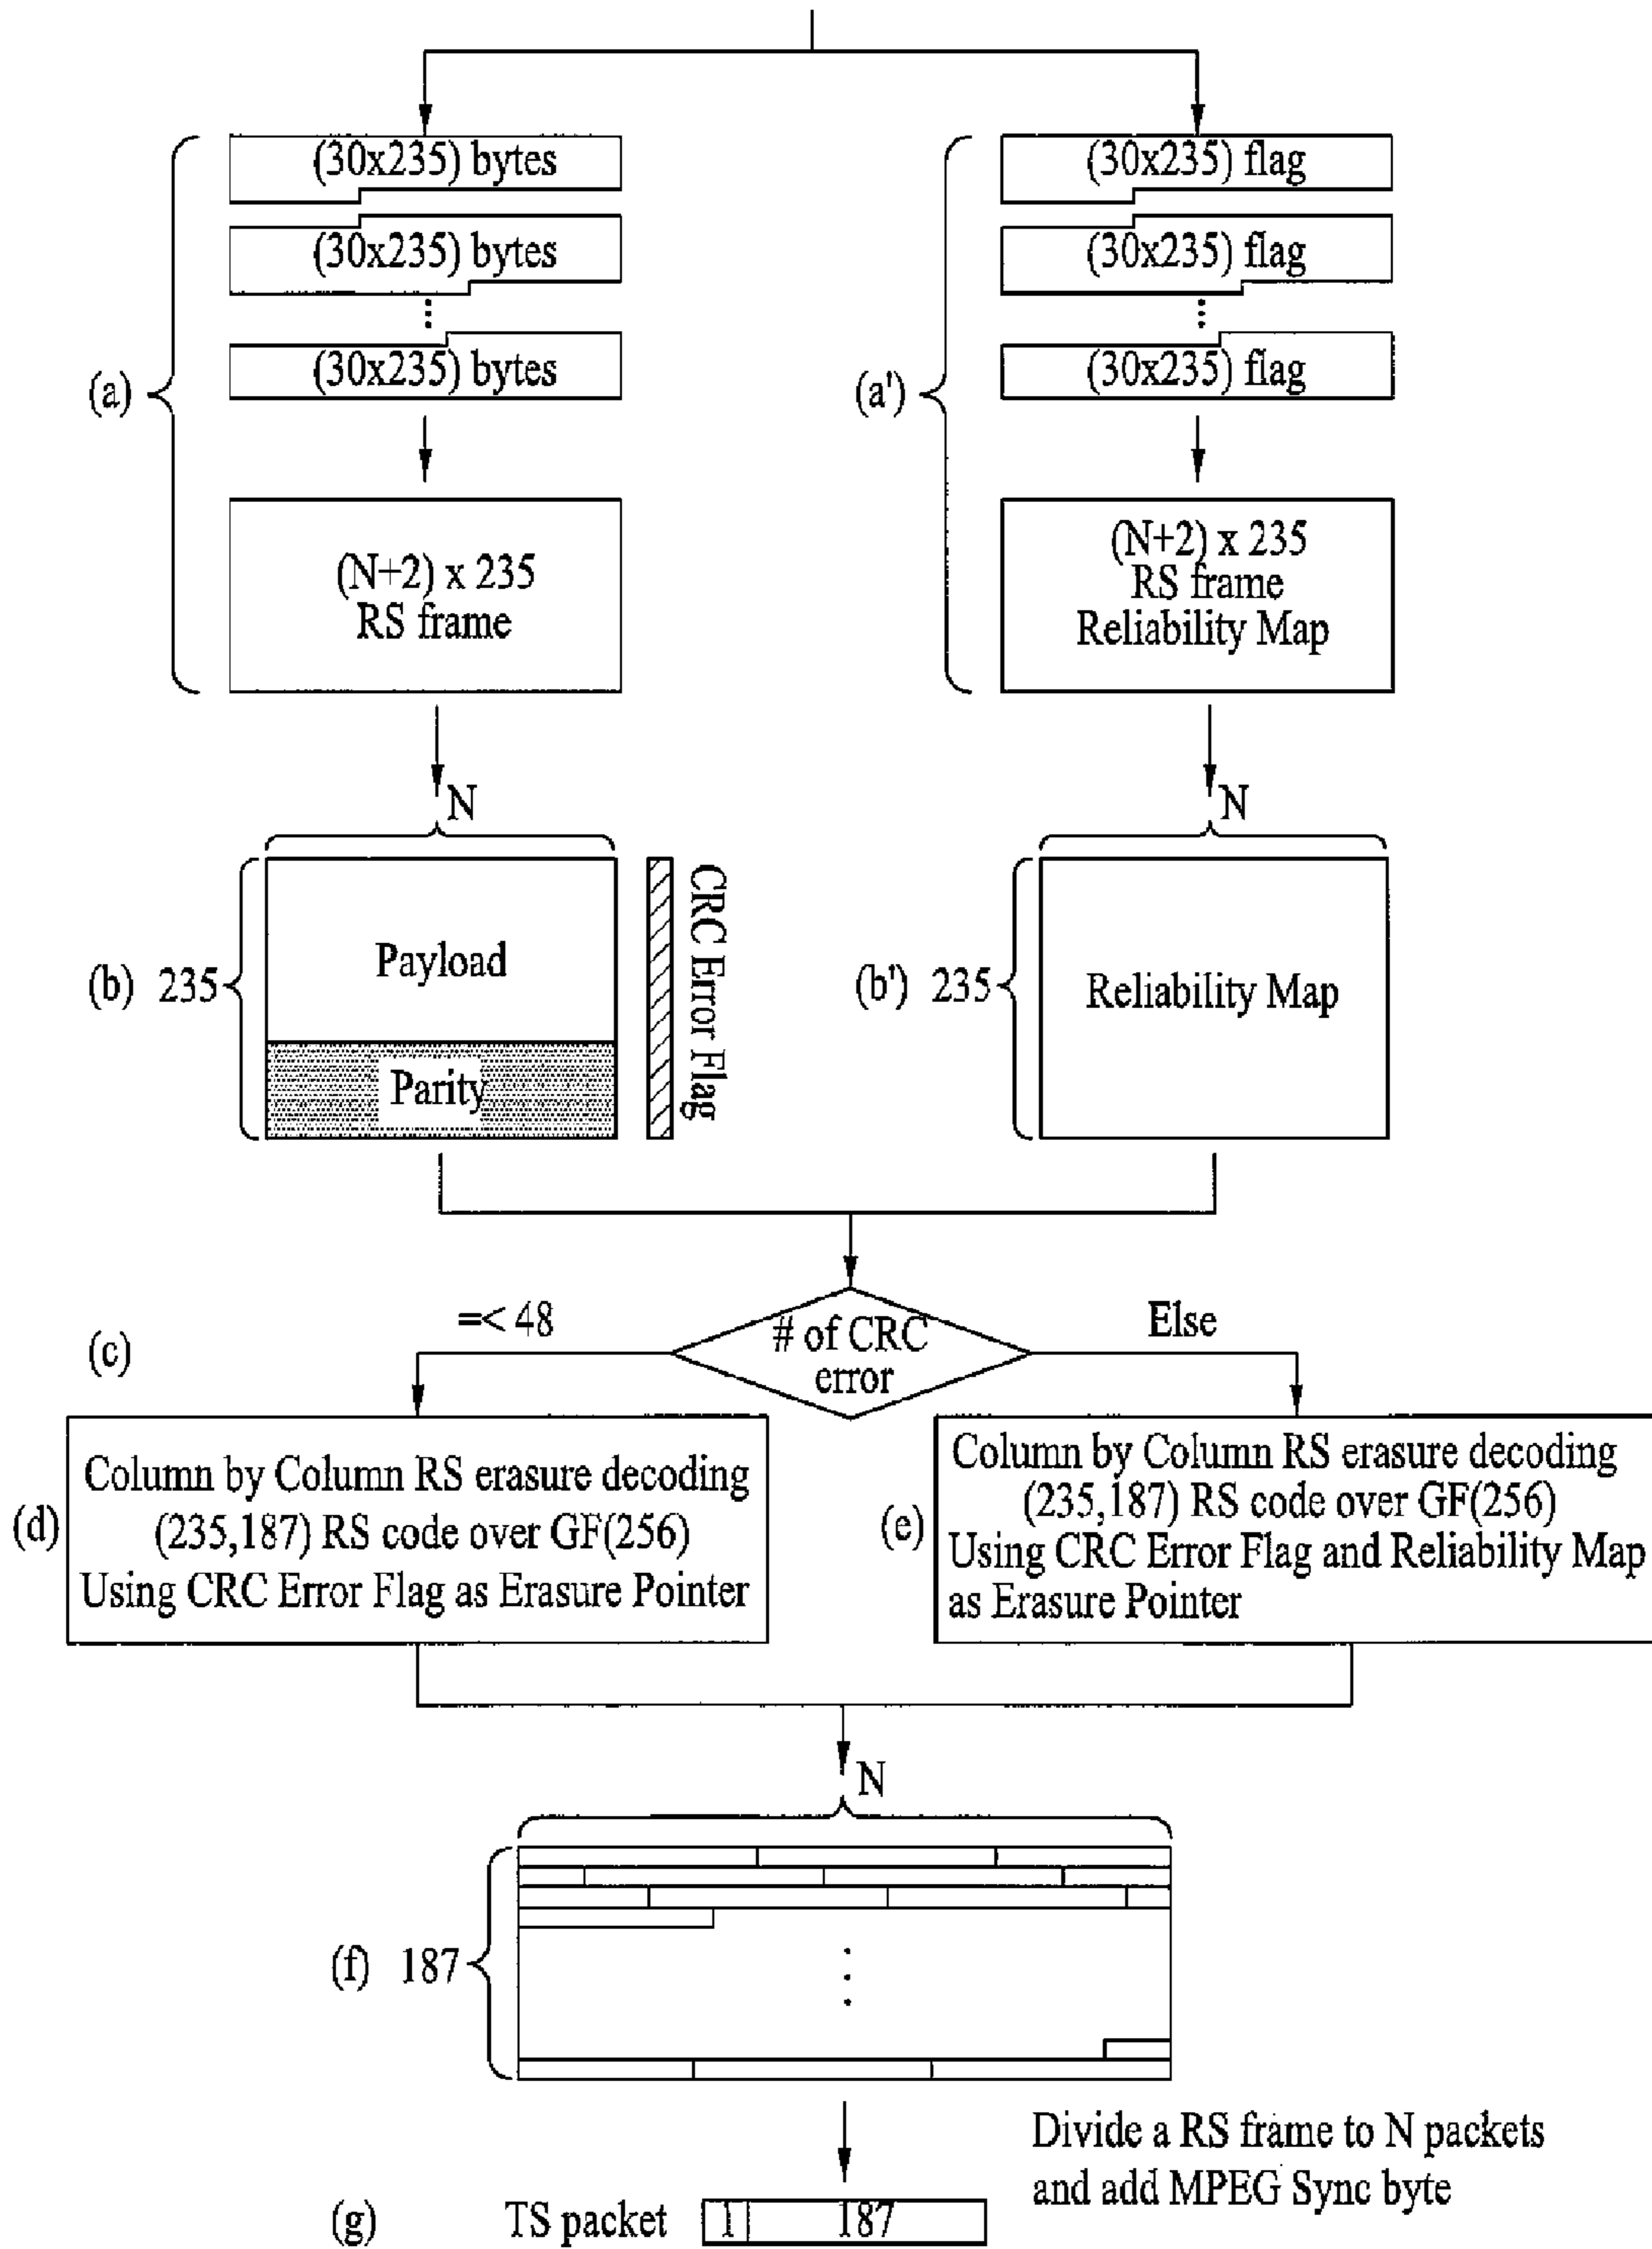 (30x235) bytes
(30x235) flag
(30x235) bytes
(30x235) flag
(a)
(30x235) bytes
(a')
(30x235) flag
(N+2) x 235
RS frame
(N+2) x 235
RS frame
Reliability Map
N
N
(b)
235
Payload
Parity
CRC Error Flag
(b')
235
Reliability Map
(c)
=< 48
# of CRC
error
Else
(d)
Column by Column RS erasure decoding
(235,187) RS code over GF(256)
Using CRC Error Flag as Erasure Pointer
(e)
Column by Column RS erasure decoding
(235,187) RS code over GF(256)
Using CRC Error Flag and Reliability Map
as Erasure Pointer
N
(f)
187
Divide a RS frame to N packets
and add MPEG Sync byte
(g)
TS packet
1
187